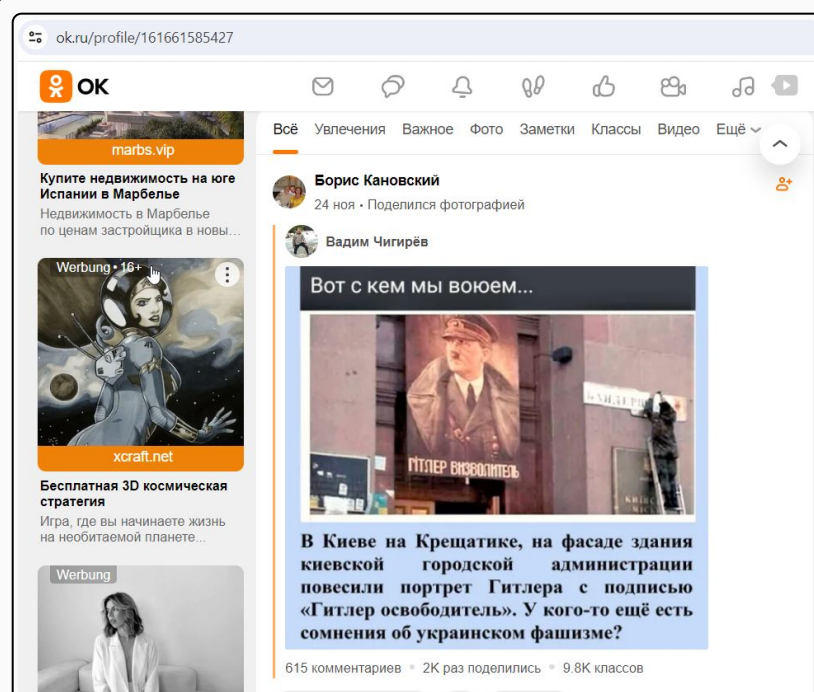 ok.ru/profile/161661585427
OK
marbs.vip
Купите недвижимость на юге
Испании в Марбелье
Недвижимость в Марбелье
по ценам застройщика в новы...
Werbung • 16+
xcraft.net
Бесплатная 3D космическая
стратегия
Игра, где вы начинаете жизнь
на необитаемой планете...
Werbung
Всё Увлечения Важное Фото Заметки Классы Видео Ещё
Борис Кановский
24 ноя • Поделился фотографией
Вадим Чигирёв
Вот с кем мы воюем...
ГІТЛЕР ВИЗВОЛИТЕЛЬ
В Киеве на Крещатике, на фасаде здания
киевской городской администрации
повесили портрет Гитлера с подписью
«Гитлер освободитель». У кого-то ещё есть
сомнения об украинском фашизме?
615 комментариев • 2K раз поделились • 9.8K классов